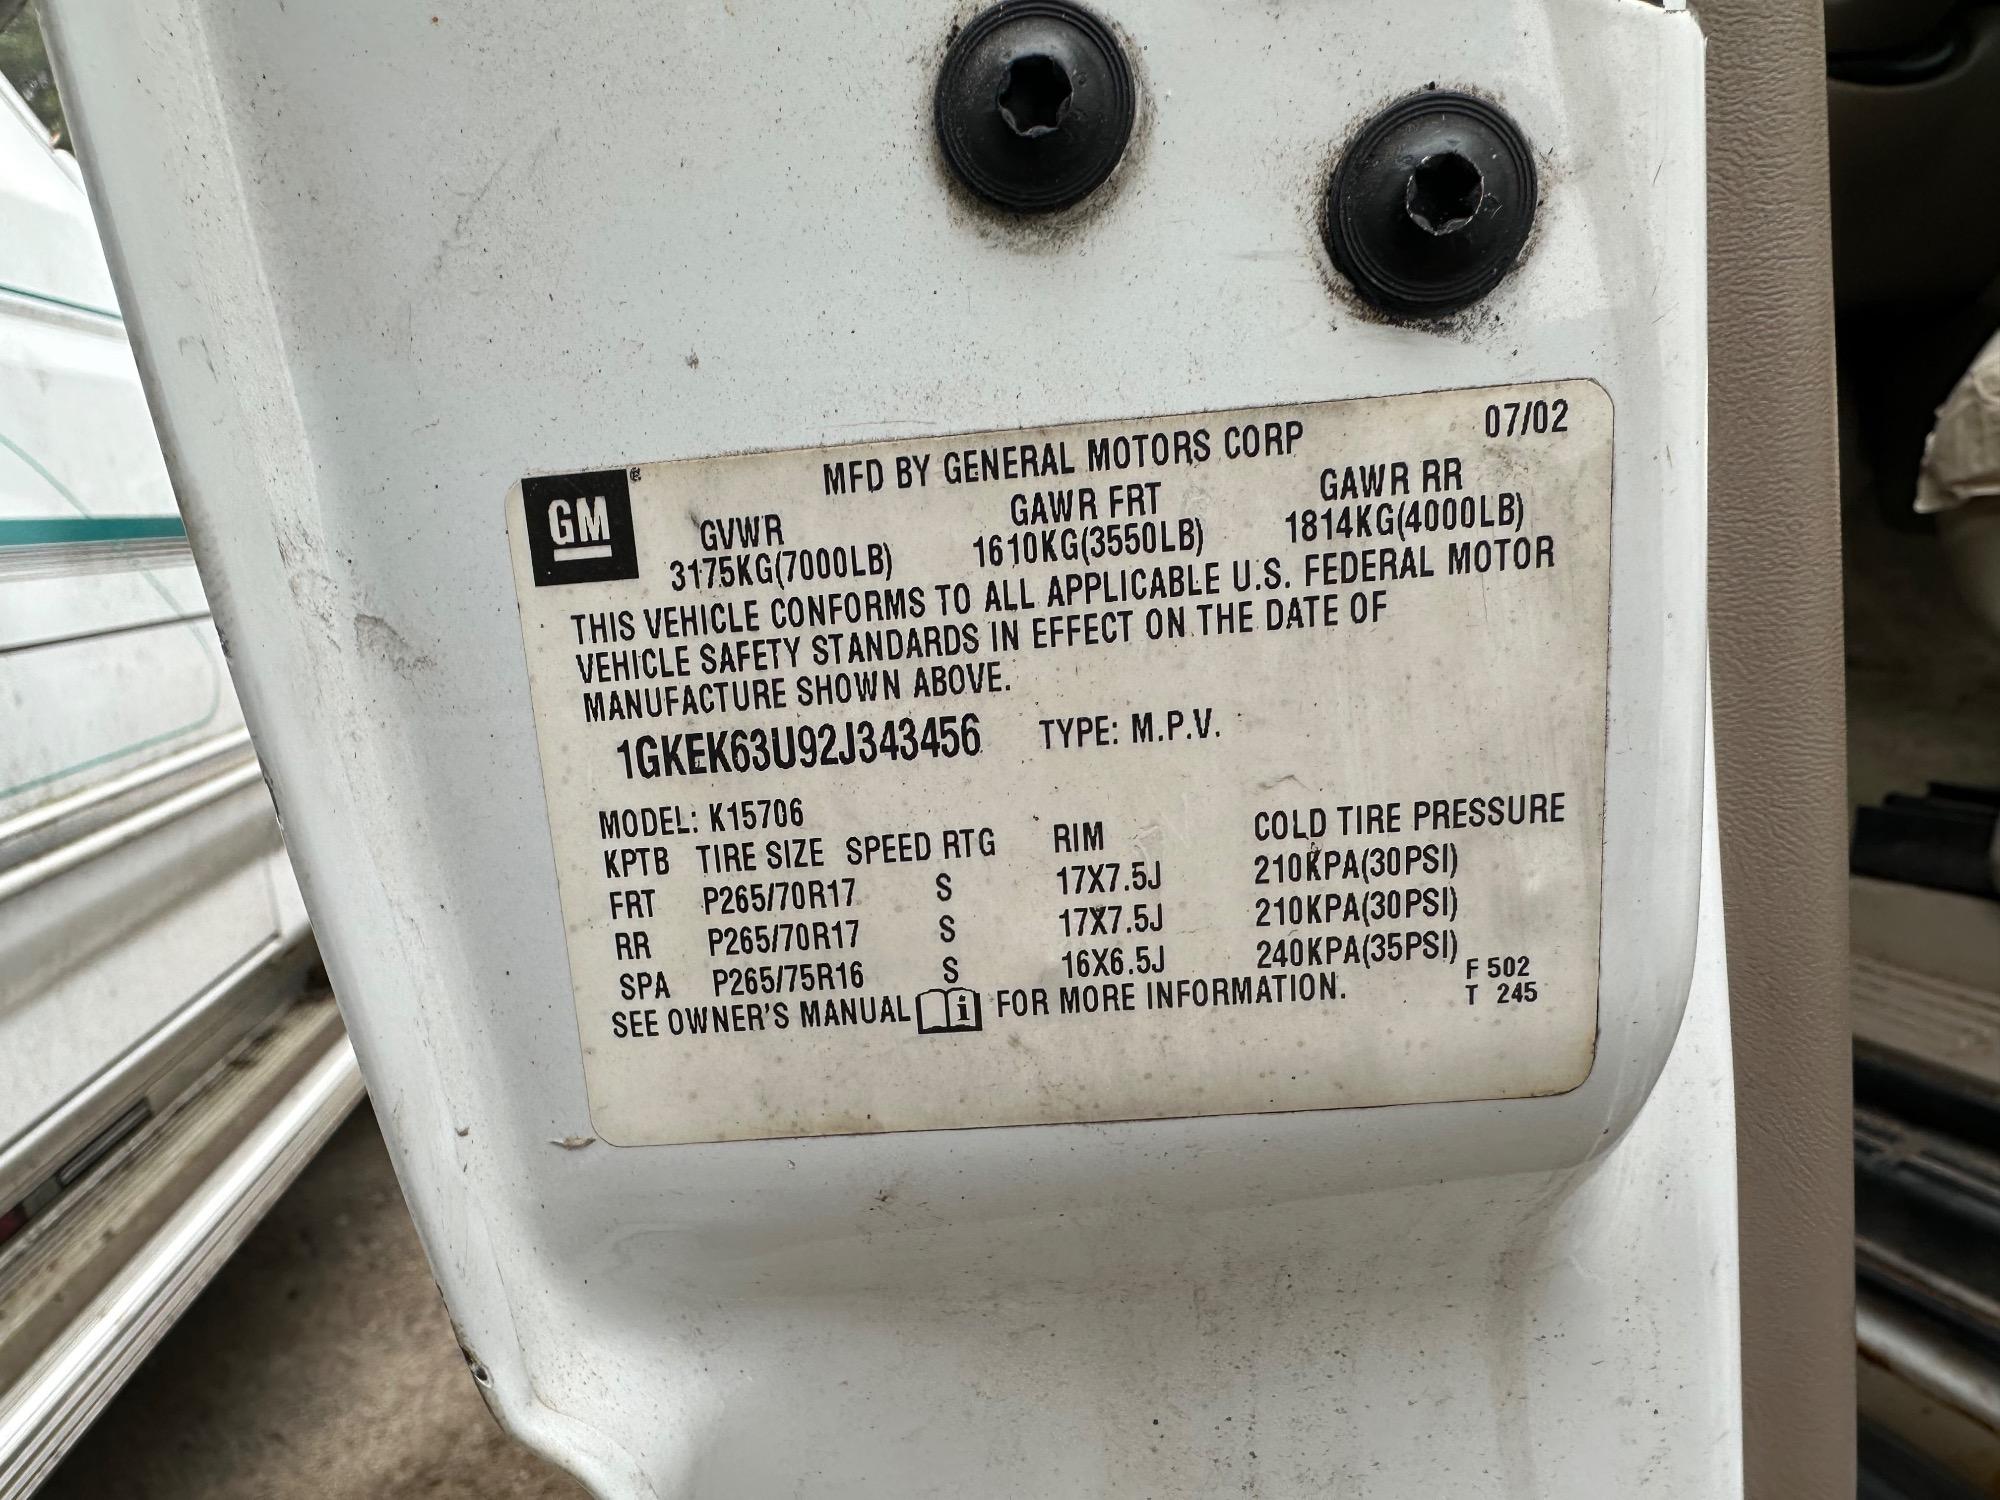 GM
MFD BY GENERAL MOTORS CORP 07/02
GVWR GAWR FRT GAWR RR
3175KG(7000LB) 1610KG(3550LB) 1814KG(4000LB)
THIS VEHICLE CONFORMS TO ALL APPLICABLE U.S. FEDERAL MOTOR
VEHICLE SAFETY STANDARDS IN EFFECT ON THE DATE OF
MANUFACTURE SHOWN ABOVE.
1GKEK63U92J343456 TYPE: M.P.V.
MODEL: K15706
KPTB TIRE SIZE SPEED RTG RIM COLD TIRE PRESSURE
FRT P265/70R17 S 17X7.5J 210KPA(30PSI)
RR P265/70R17 S 17X7.5J 210KPA(30PSI)
SPA P265/75R16 S 16X6.5J 240KPA(35PSI)
SEE OWNER'S MANUAL i FOR MORE INFORMATION.
F 502
T 245